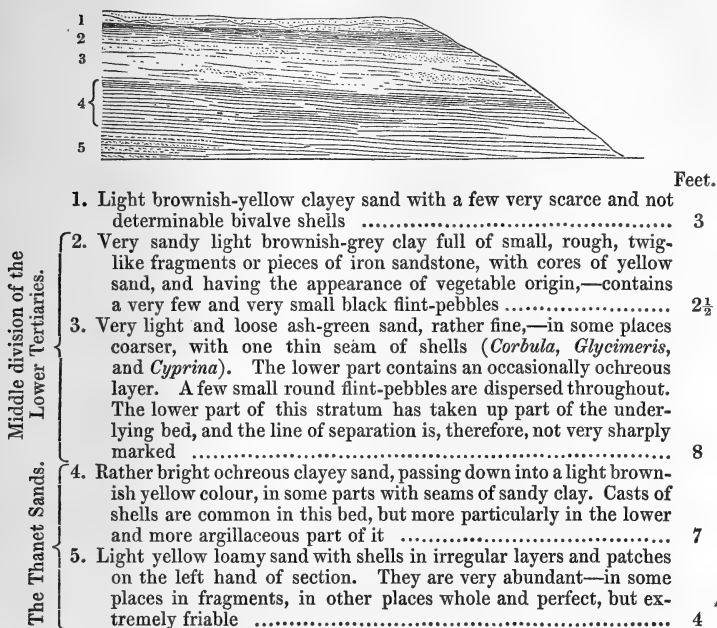 1
2
3
4
5
Feet.
1. Light brownish-yellow clayey sand with a few very scarce and not
determinable bivalve shells ........................................ 3
Middle division of the
Lower Tertiaries.
2. Very sandy light brownish-grey clay full of small, rough, twig-
like fragments or pieces of iron sandstone, with cores of yellow
sand, and having the appearance of vegetable origin,—contains
a very few and very small black flint-pebbles ..................... 2½
3. Very light and loose ash-green sand, rather fine,—in some places
coarser, with one thin seam of shells (Corbula, Glycimeris,
and Cyprina). The lower part contains an occasionally ochreous
layer. A few small round flint-pebbles are dispersed throughout.
The lower part of this stratum has taken up part of the under-
lying bed, and the line of separation is, therefore, not very sharply
marked ............................................................... 8
The Thanet Sands.
4. Rather bright ochreous clayey sand, passing down into a light brown-
ish yellow colour, in some parts with seams of sandy clay. Casts of
shells are common in this bed, but more particularly in the lower
and more argillaceous part of it ................................... 7
5. Light yellow loamy sand with shells in irregular layers and patches
on the left hand of section. They are very abundant—in some
places in fragments, in other places whole and perfect, but ex-
tremely friable ...................................................... 4